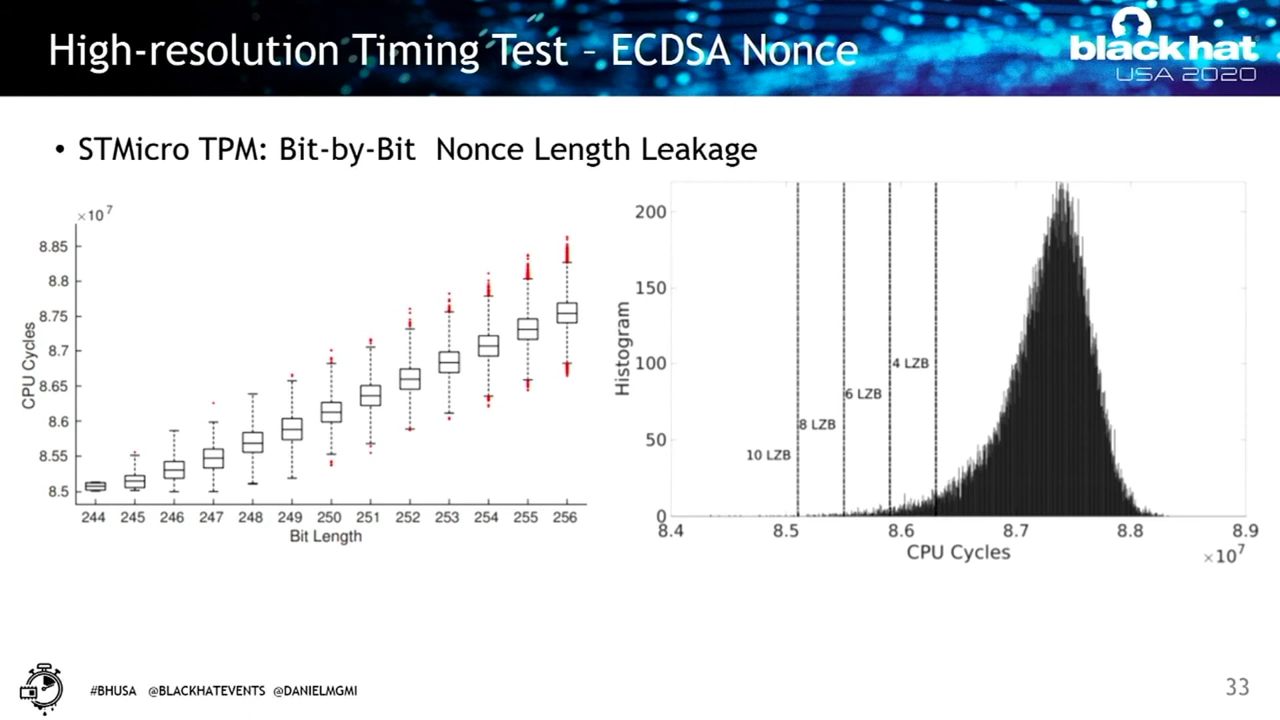 High-resolution Timing Test – ECDSA Nonce
black hat
USA 2020
• STMicro TPM: Bit-by-Bit Nonce Length Leakage
×10⁷
8.85
8.8
8.75
8.7
8.65
8.6
8.55
8.5
CPU Cycles
244 245 246 247 248 249 250 251 252 253 254 255 256
Bit Length
200
150
100
50
0
Histogram
4 LZB
6 LZB
8 LZB
10 LZB
8.4 8.5 8.6 8.7 8.8 8.9
CPU Cycles
×10⁷
#BHUSA @BLACKHATEVENTS @DANIELMGMI
33